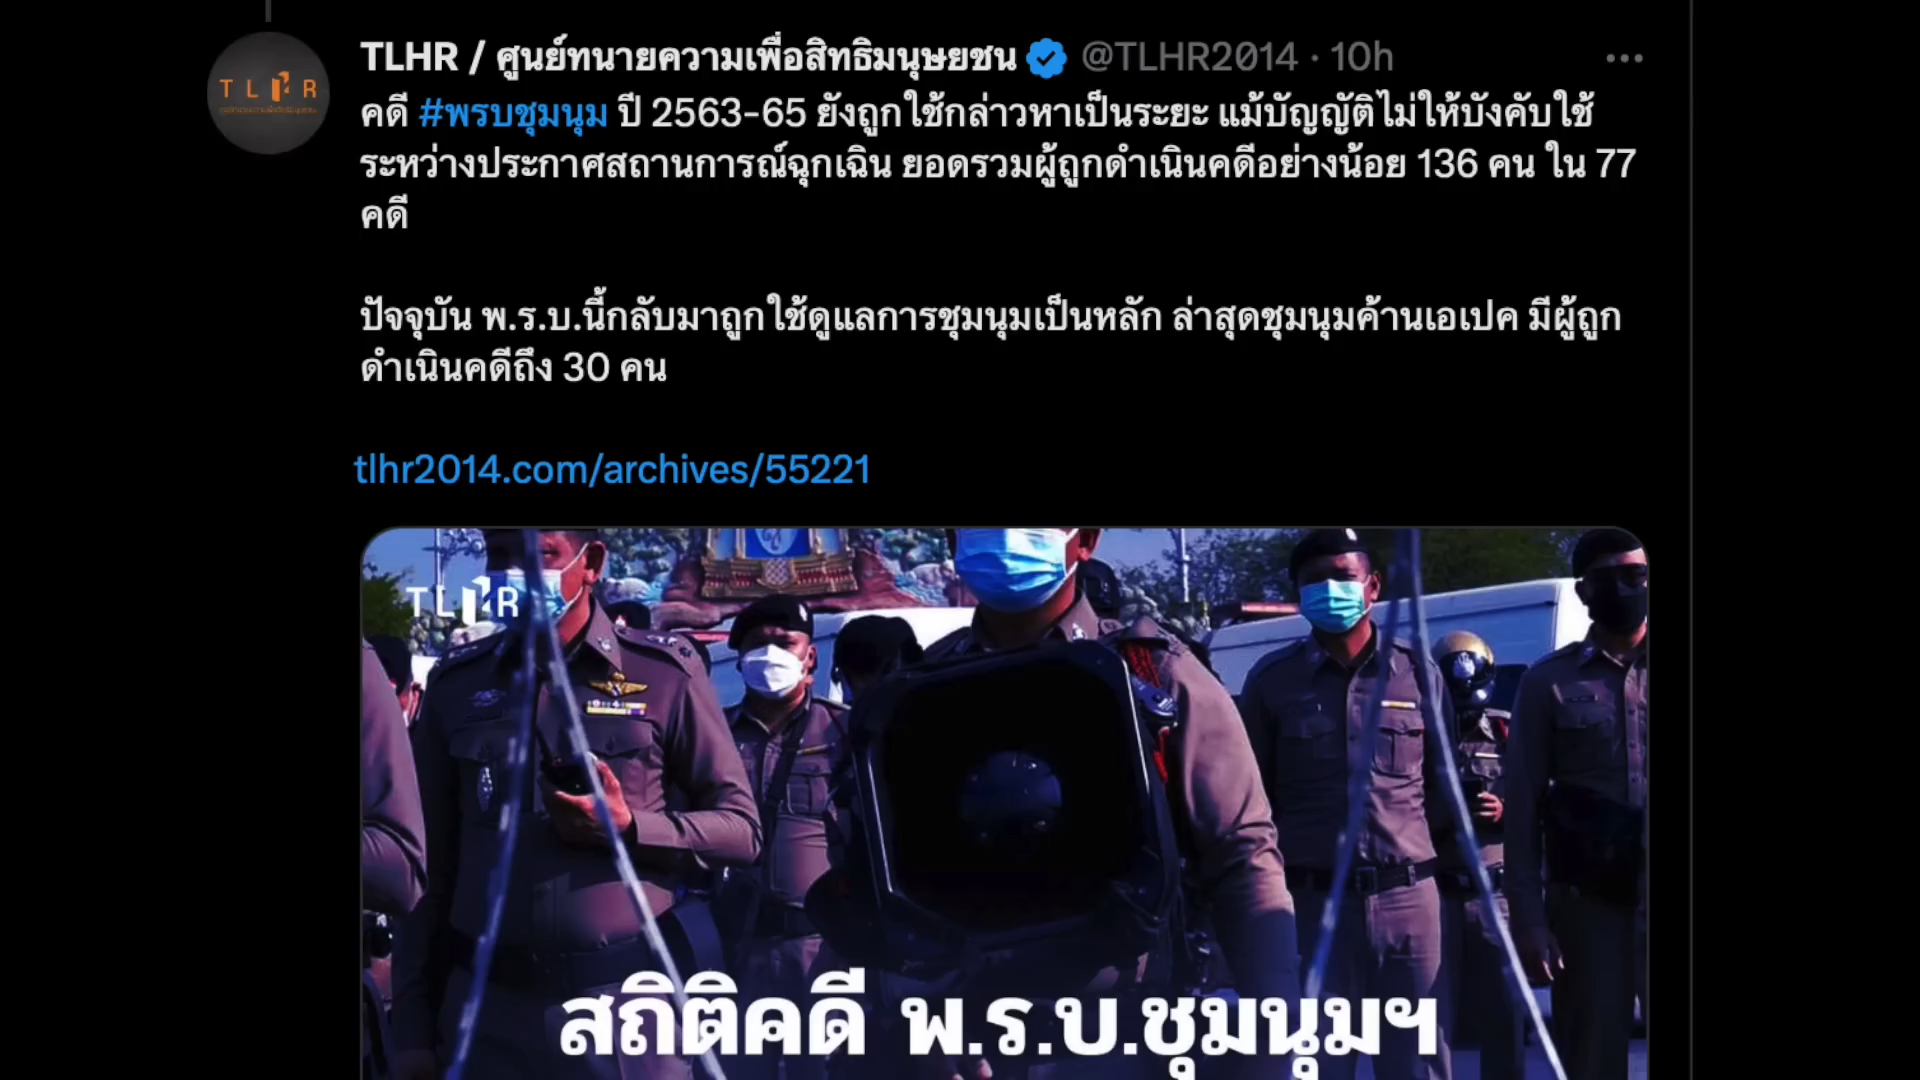 TLHR
TLHR / ศูนย์ทนายความเพื่อสิทธิมนุษยชน @TLHR2014 · 10h
คดี #พรบชุมนุม ปี 2563-65 ยังถูกใช้กล่าวหาเป็นระยะ แม้บัญญัติไม่ให้บังคับใช้
ระหว่างประกาศสถานการณ์ฉุกเฉิน ยอดรวมผู้ถูกดำเนินคดีอย่างน้อย 136 คน ใน 77
คดี
ปัจจุบัน พ.ร.บ.นี้กลับมาถูกใช้ดูแลการชุมนุมเป็นหลัก ล่าสุดชุมนุมค้านเอเปค มีผู้ถูก
ดำเนินคดีถึง 30 คน
tlhr2014.com/archives/55221
TLHR
สถิติคดี พ.ร.บ.ชุมนุมฯ